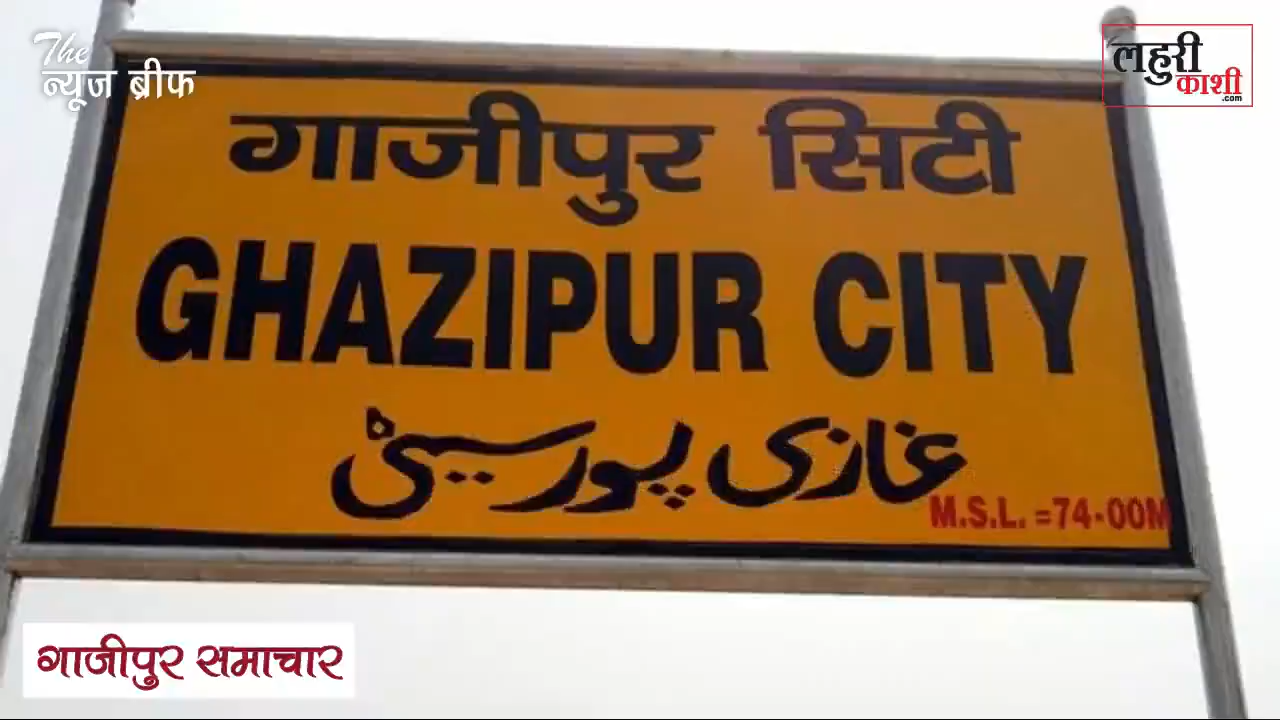 The
न्यूज ब्रीफ
लहुरी
काशी
.com
गाजीपुर सिटी
GHAZIPUR CITY
غازی پور سیٹی
M.S.L. =74-00M
गाजीपुर समाचार